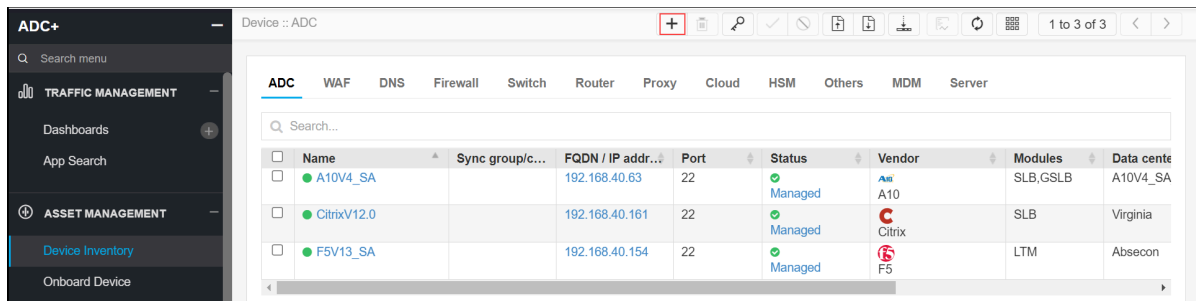 ADC+
Search menu
TRAFFIC MANAGEMENT
Dashboards
App Search
ASSET MANAGEMENT
Device Inventory
Onboard Device
Device :: ADC
1 to 3 of 3
ADC WAF DNS Firewall Switch Router Proxy Cloud HSM Others MDM Server
Search...
Name Sync group/c... FQDN / IP addr... Port Status Vendor Modules Data cente
A10V4_SA 192.168.40.63 22 Managed A10 A10 SLB,GSLB A10V4_SA
CitrixV12.0 192.168.40.161 22 Managed Citrix SLB Virginia
F5V13_SA 192.168.40.154 22 Managed F5 LTM Absecon